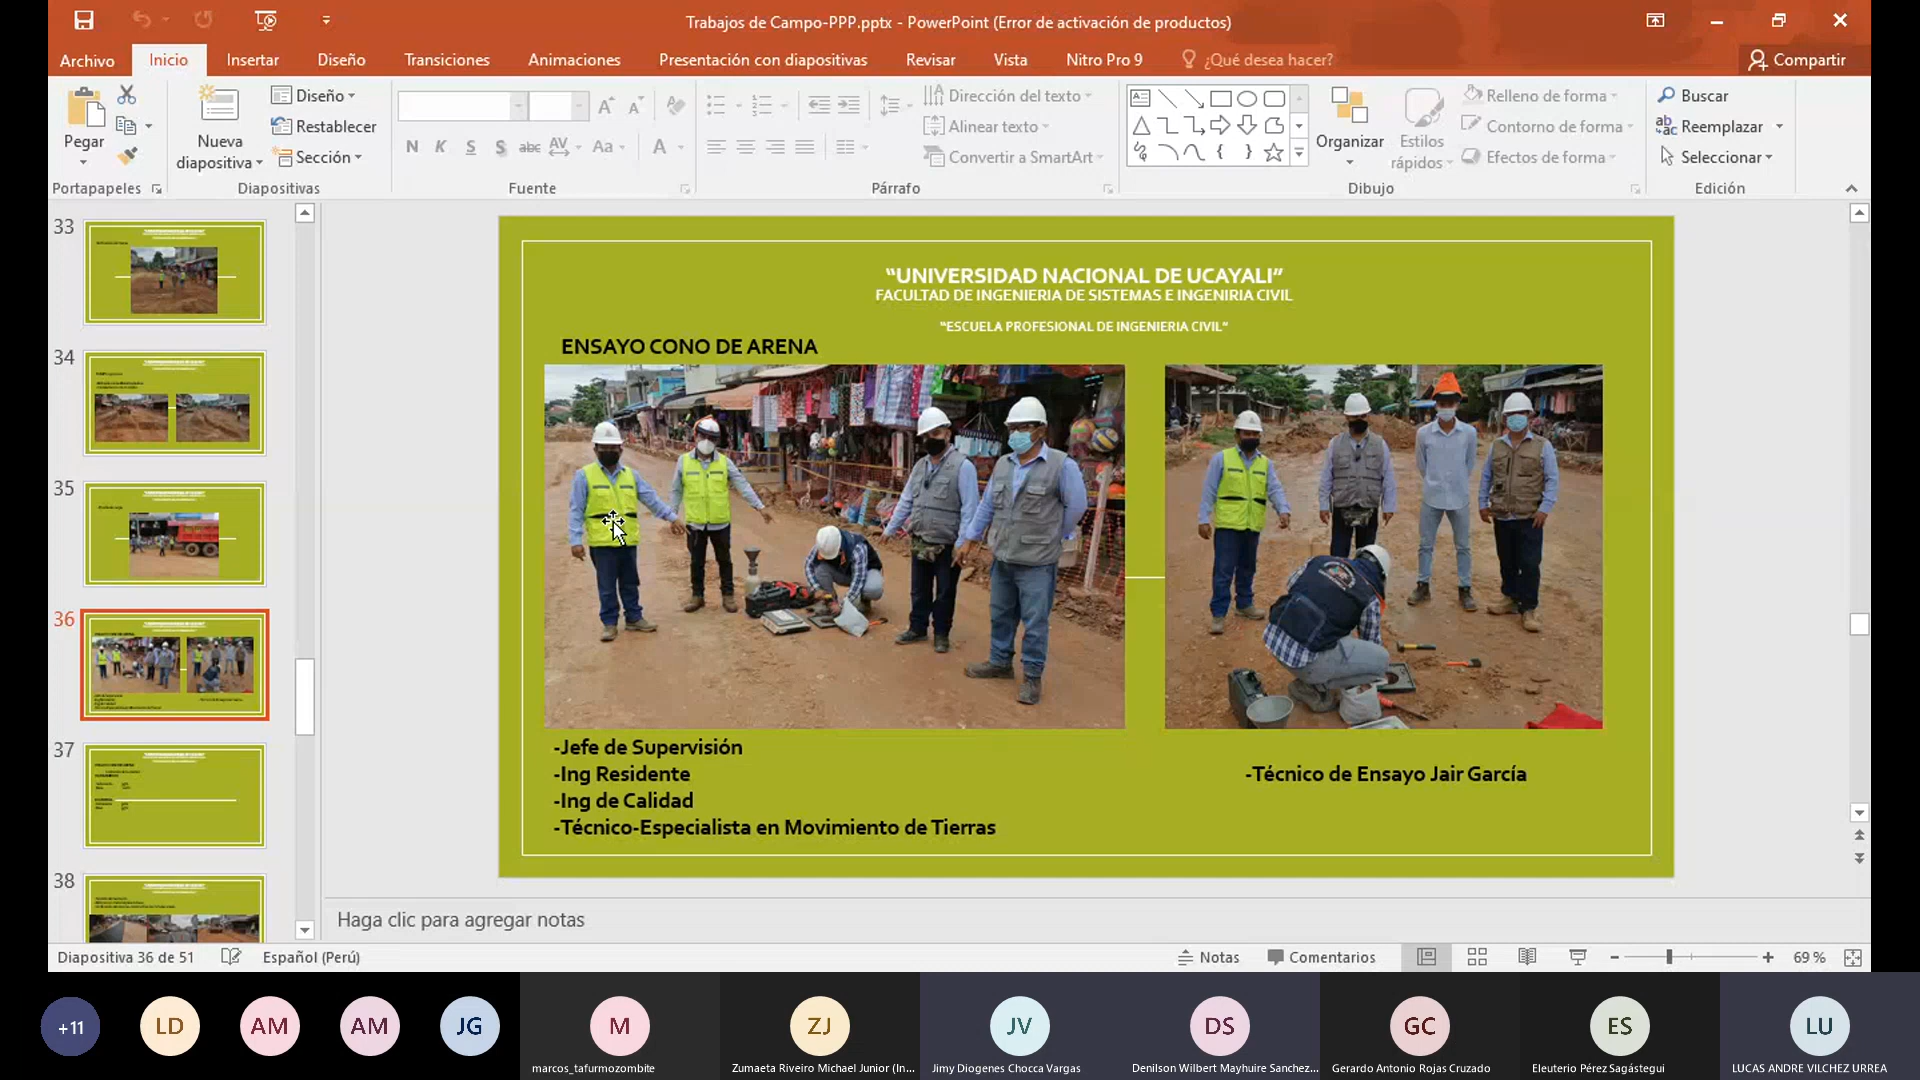 Trabajos de Campo-PPP.pptx - PowerPoint (Error de activación de productos)
Archivo
Inicio
Insertar
Diseño
Transiciones
Animaciones
Presentación con diapositivas
Revisar
Vista
Nitro Pro 9
¿Qué desea hacer?
Compartir
Pegar
Nueva diapositiva
Diseño
Restablecer
Sección
N K S S abc AV Aa A
Dirección del texto
Alinear texto
Convertir a SmartArt
Organizar
Estilos rápidos
Relleno de forma
Contorno de forma
Efectos de forma
Buscar
Reemplazar
Seleccionar
Portapapeles
Diapositivas
Fuente
Párrafo
Dibujo
Edición
33
34
35
36
37
38
“UNIVERSIDAD NACIONAL DE UCAYALI”
FACULTAD DE INGENIERIA DE SISTEMAS E INGENIRIA CIVIL
“ESCUELA PROFESIONAL DE INGENIERIA CIVIL”
ENSAYO CONO DE ARENA
-Jefe de Supervisión
-Ing Residente
-Ing de Calidad
-Técnico-Especialista en Movimiento de Tierras
-Técnico de Ensayo Jair García
Haga clic para agregar notas
Diapositiva 36 de 51
Español (Perú)
Notas
Comentarios
69 %
+11
LD
AM
AM
JG
M
ZJ
JV
DS
GC
ES
LU
marcos_tafurmozombite
Zumaeta Riveiro Michael Junior (In...
Jimy Diogenes Chocca Vargas
Denilson Wilbert Mayhuire Sanchez...
Gerardo Antonio Rojas Cruzado
Eleuterio Pérez Sagástegui
LUCAS ANDRE VILCHEZ URREA